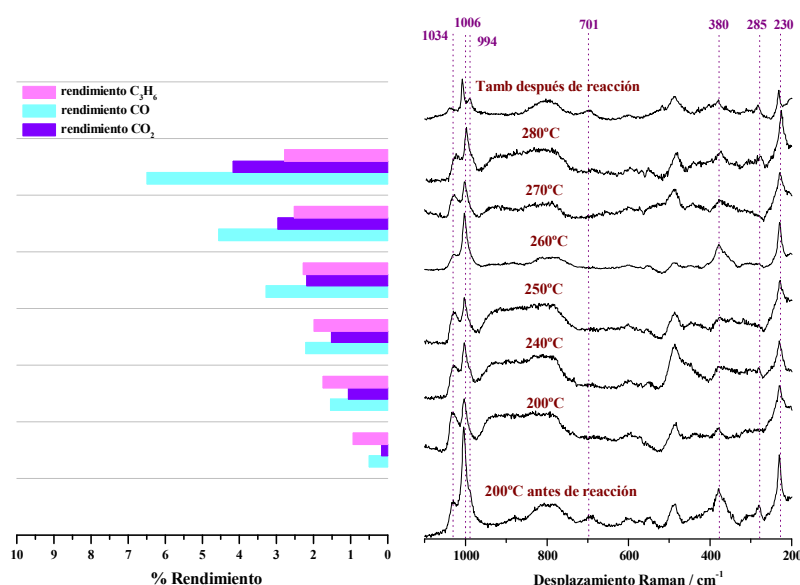 rendimiento C₃H₆
rendimiento CO
rendimiento CO₂
10 9 8 7 6 5 4 3 2 1 0
% Rendimiento
1034 1006 994 701 380 285 230
Tamb después de reacción
280ºC
270ºC
260ºC
250ºC
240ºC
200ºC
200ºC antes de reacción
1000 800 600 400 200
Desplazamiento Raman / cm⁻¹